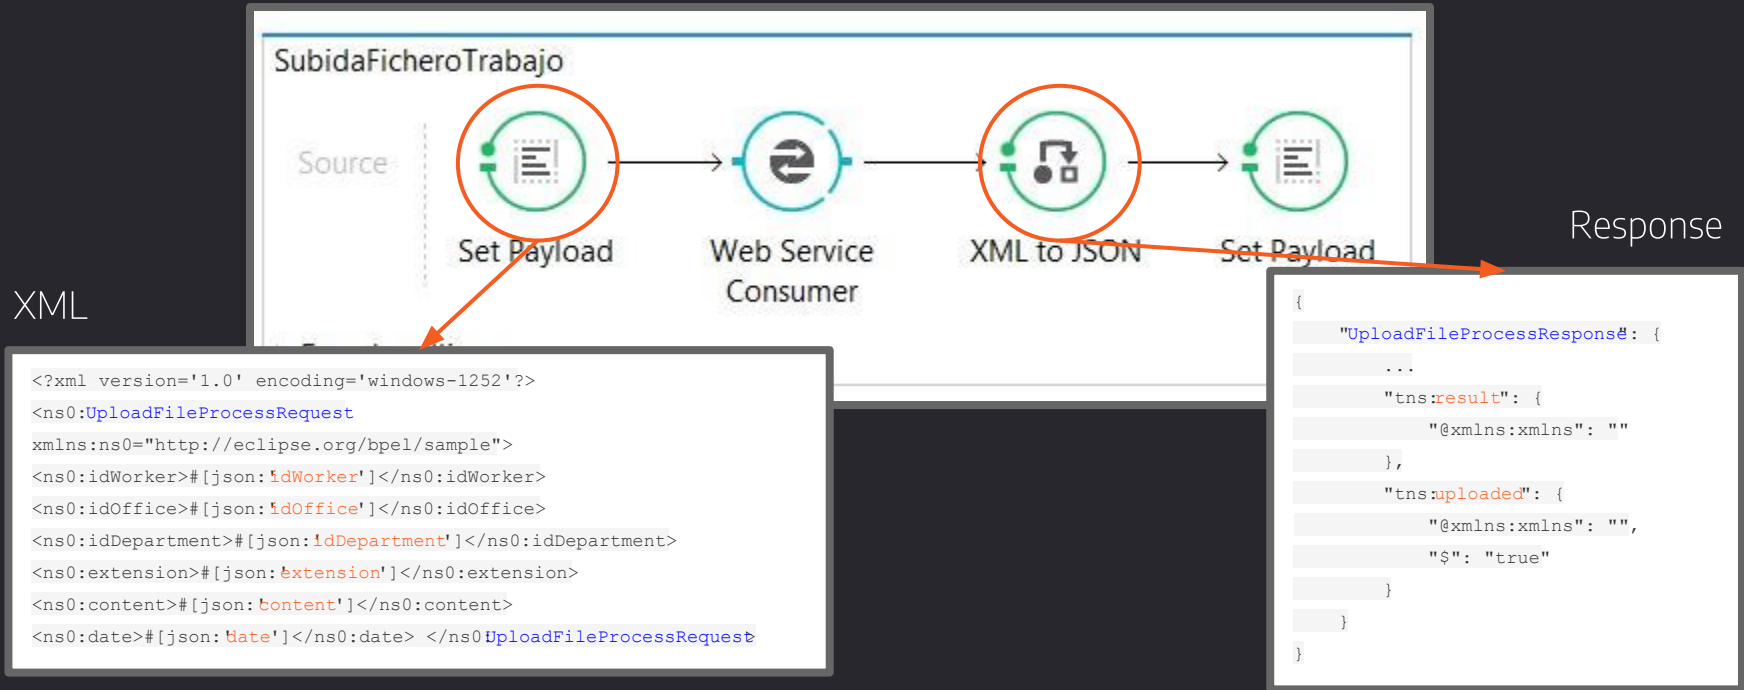 SubidaFicheroTrabajo
Source
Set Payload
Web Service
Consumer
XML to JSON
Set Payload
Response
XML
<?xml version='1.0' encoding='windows-1252'?>
<ns0:UploadFileProcessRequest
xmlns:ns0="http://eclipse.org/bpel/sample">
<ns0:idWorker>#[json:'idWorker']</ns0:idWorker>
<ns0:idOffice>#[json:'idOffice']</ns0:idOffice>
<ns0:idDepartment>#[json:'idDepartment']</ns0:idDepartment>
<ns0:extension>#[json:'extension']</ns0:extension>
<ns0:content>#[json:'content']</ns0:content>
<ns0:date>#[json:'date']</ns0:date> </ns0:UploadFileProcessRequest>
{
"UploadFileProcessResponse": {
...
"tns:result": {
"@xmlns:xmlns": ""
},
"tns:uploaded": {
"@xmlns:xmlns": "",
"$": "true"
}
}
}